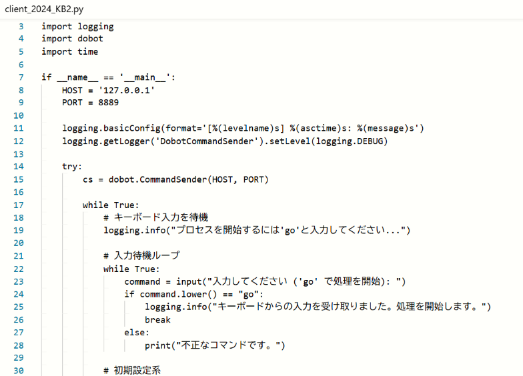 client_2024_KB2.py
3 import logging
4 import dobot
5 import time
6
7 if __name__ == '__main__':
8     HOST = '127.0.0.1'
9     PORT = 8889
10
11     logging.basicConfig(format='[%(levelname)s] %(asctime)s: %(message)s')
12     logging.getLogger('DobotCommandSender').setLevel(logging.DEBUG)
13
14     try:
15         cs = dobot.CommandSender(HOST, PORT)
16
17         while True:
18             # キーボード入力を待機
19             logging.info("プロセスを開始するには'go'と入力してください...")
20
21             # 入力待機ループ
22             while True:
23                 command = input("入力してください ('go' で処理を開始): ")
24                 if command.lower() == "go":
25                     logging.info("キーボードからの入力を受け取りました。処理を開始します。")
26                     break
27                 else:
28                     print("不正なコマンドです。")
29
30             # 初期設定系